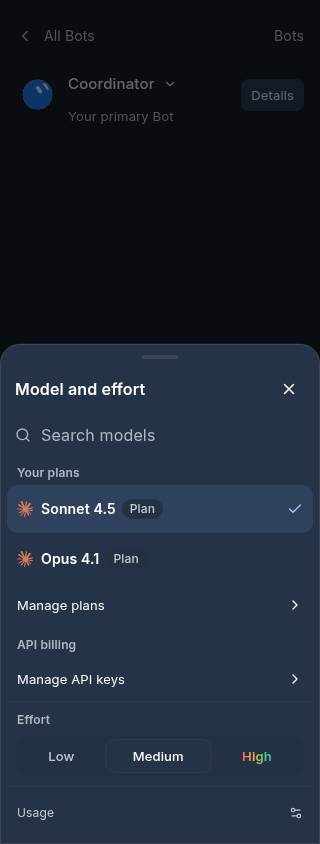 All Bots
Bots
Coordinator
Your primary Bot
Details
Model and effort
Search models
Your plans
Sonnet 4.5 Plan
Opus 4.1 Plan
Manage plans
API billing
Manage API keys
Effort
Low Medium High
Usage